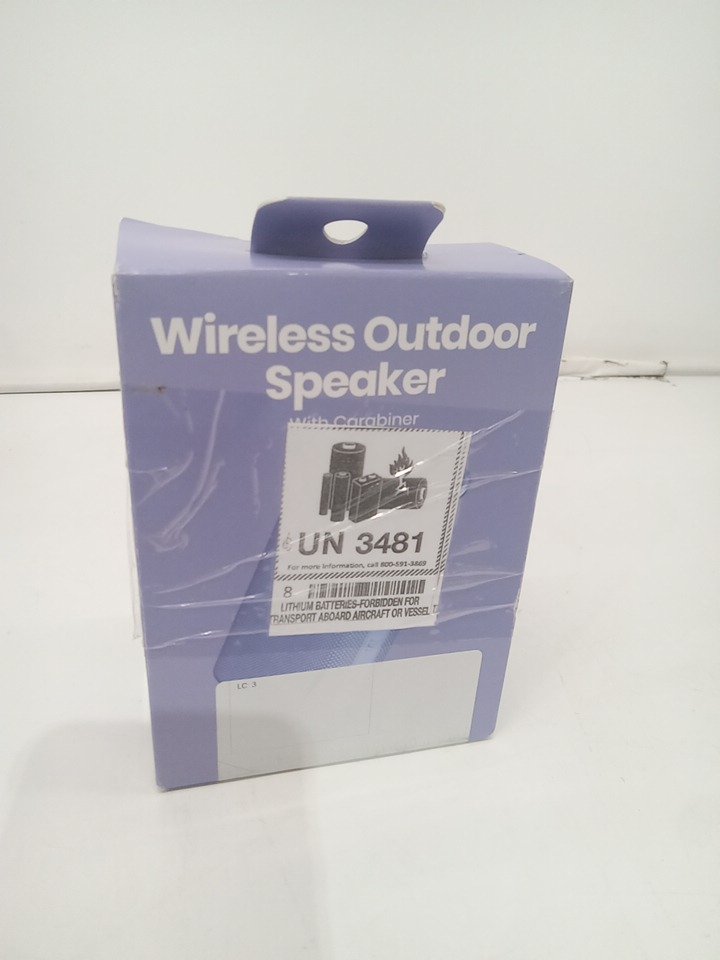 Wireless Outdoor
Speaker
With Carabiner
UN 3481
For more information, call 800-591-3869
8
LITHIUM BATTERIES-FORBIDDEN FOR
TRANSPORT ABOARD AIRCRAFT OR VESSEL
LC 3